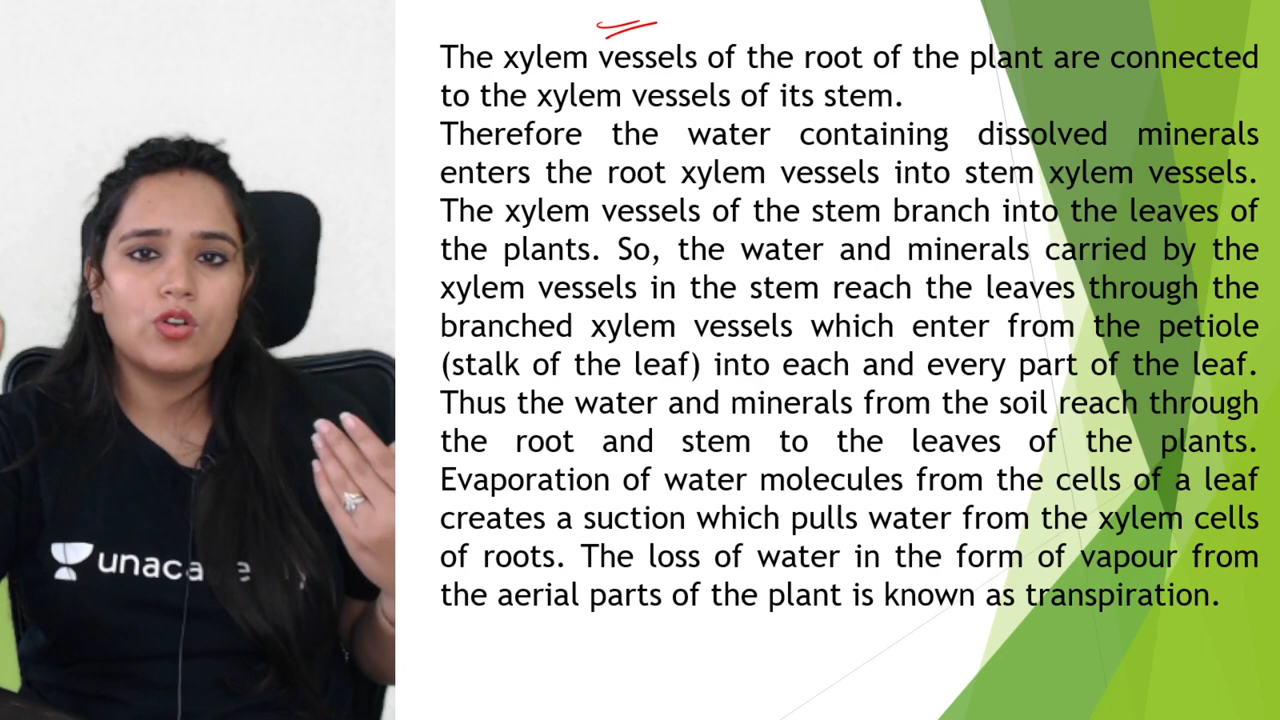 The xylem vessels of the root of the plant are connected
to the xylem vessels of its stem.
Therefore the water containing dissolved minerals
enters the root xylem vessels into stem xylem vessels.
The xylem vessels of the stem branch into the leaves of
the plants. So, the water and minerals carried by the
xylem vessels in the stem reach the leaves through the
branched xylem vessels which enter from the petiole
(stalk of the leaf) into each and every part of the leaf.
Thus the water and minerals from the soil reach through
the root and stem to the leaves of the plants.
Evaporation of water molecules from the cells of a leaf
creates a suction which pulls water from the xylem cells
of roots. The loss of water in the form of vapour from
the aerial parts of the plant is known as transpiration.